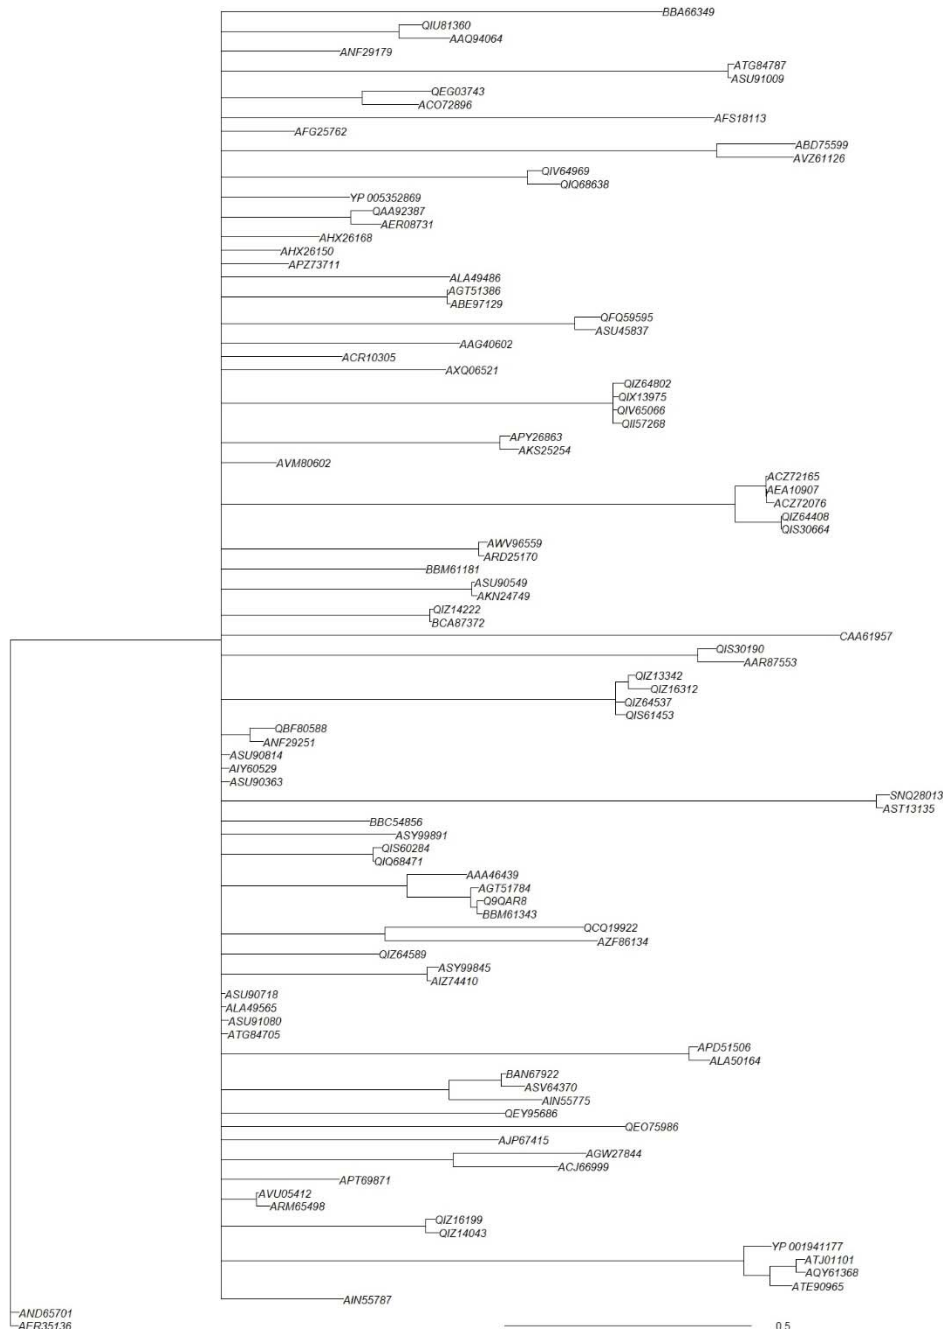 BBA66349
QIU81360
AAQ94064
ANF29179
ATG84787
ASU91009
QEG03743
ACO72896
AFS18113
AFG25762
ABD75599
AVZ61126
QIV64969
QIQ68638
YP 005352869
QAA92387
AER08731
AHX26168
AHX26150
APZ73711
ALA49486
AGT51386
ABE97129
QFQ59595
ASU45837
AAG40602
ACR10305
AXQ06521
QIZ64802
QIX13975
QIV65066
QII57268
APY26863
AKS25254
AVM80602
ACZ72165
AEA10907
ACZ72076
QIZ64408
QIS30664
AWV96559
ARD25170
BBM61181
ASU90549
AKN24749
QIZ14222
BCA87372
CAA61957
QIS30190
AAR87553
QIZ13342
QIZ16312
QIZ64537
QIS61453
QBF80588
ANF29251
ASU90814
AIY60529
ASU90363
SNQ28013
AST13135
BBC54856
ASY99891
QIS60284
QIQ68471
AAA46439
AGT51784
Q9QAR8
BBM61343
QCQ19922
AZF86134
QIZ64589
ASY99845
AIZ74410
ASU90718
ALA49565
ASU91080
ATG84705
APD51506
ALA50164
BAN67922
ASV64370
AIN55775
QEY95686
QEO75986
AJP67415
AGW27844
ACJ66999
APT69871
AVU05412
ARM65498
QIZ16199
QIZ14043
YP 001941177
ATJ01101
AQY61368
ATE90965
AIN55787
AND65701
AER35136
0.5